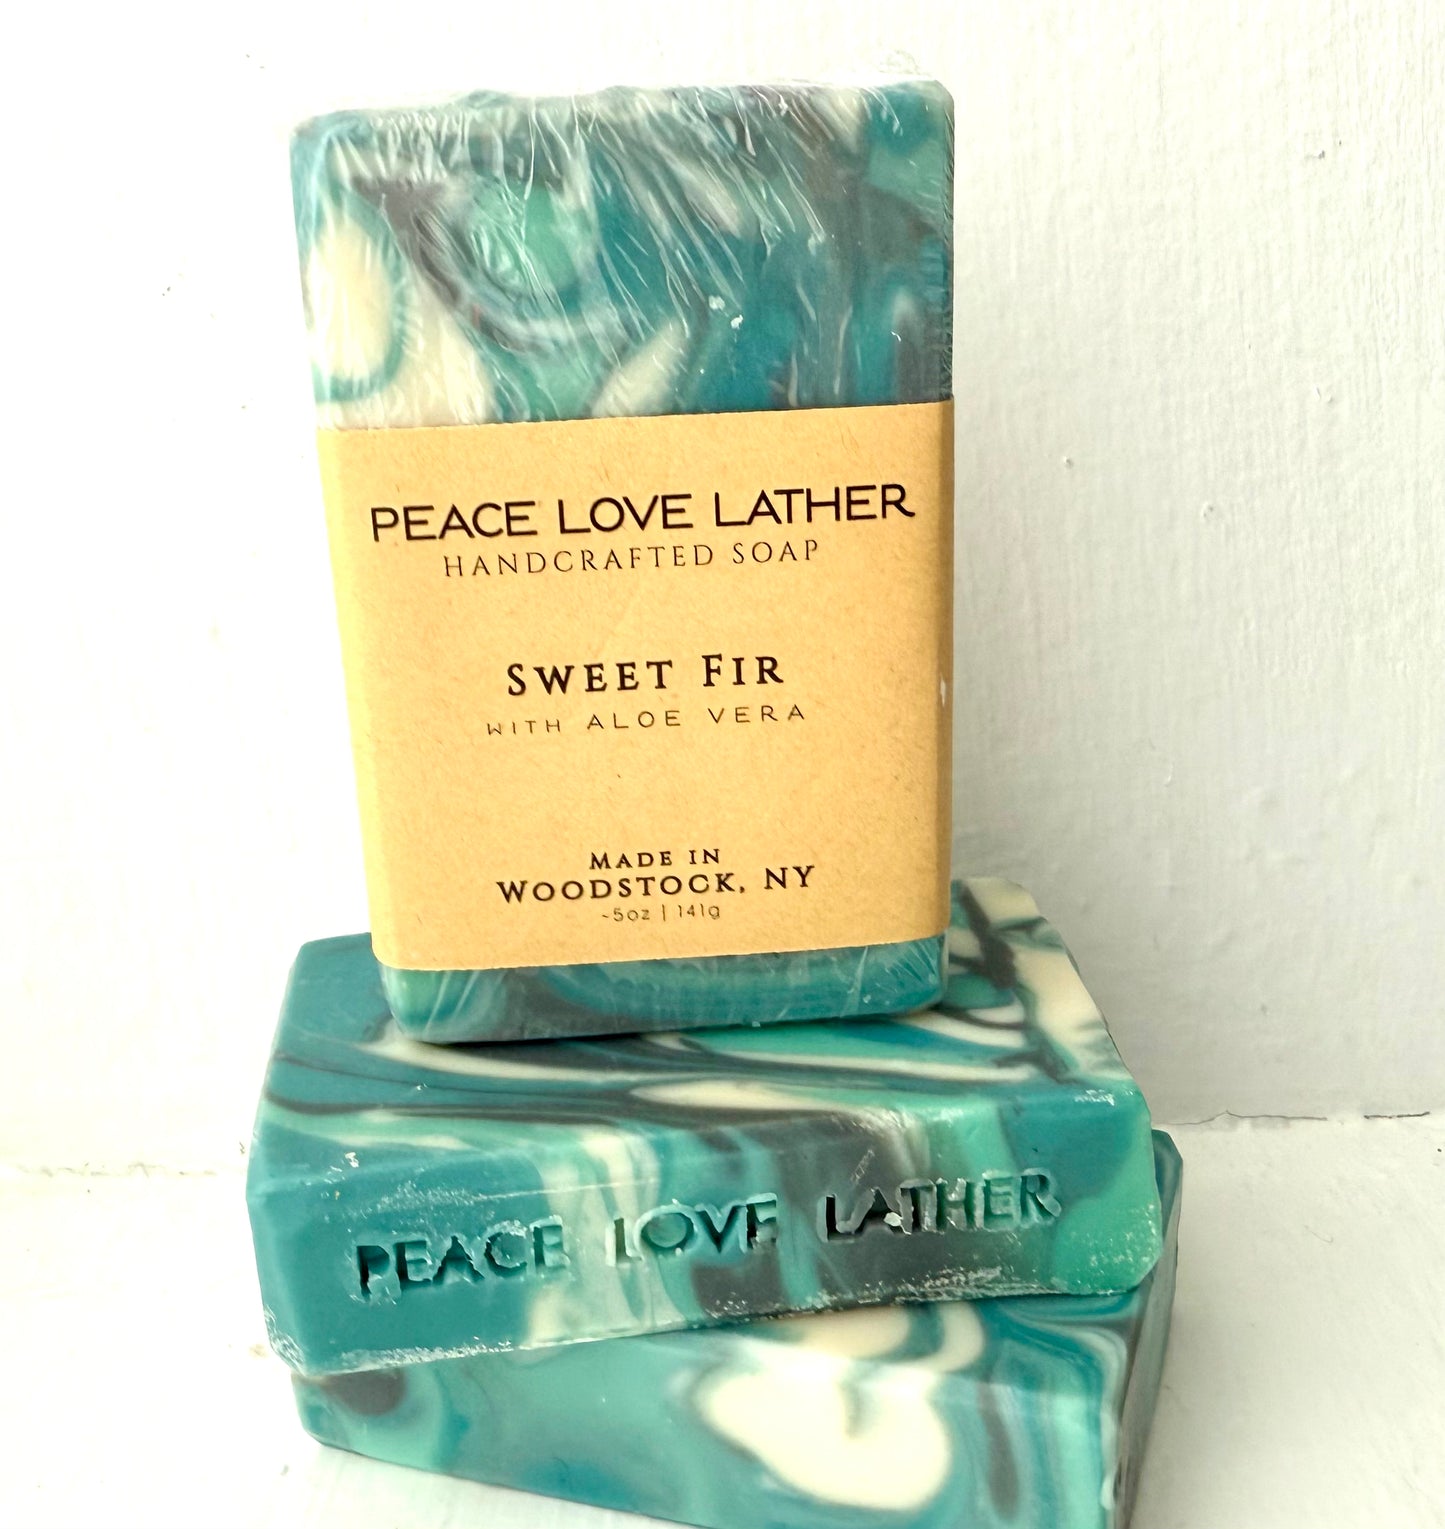 PEACE LOVE LATHER
HANDCRAFTED SOAP
SWEET FIR
WITH ALOE VERA
MADE IN
WOODSTOCK, NY
~5oz | 141g
PEACE LOVE LATHER